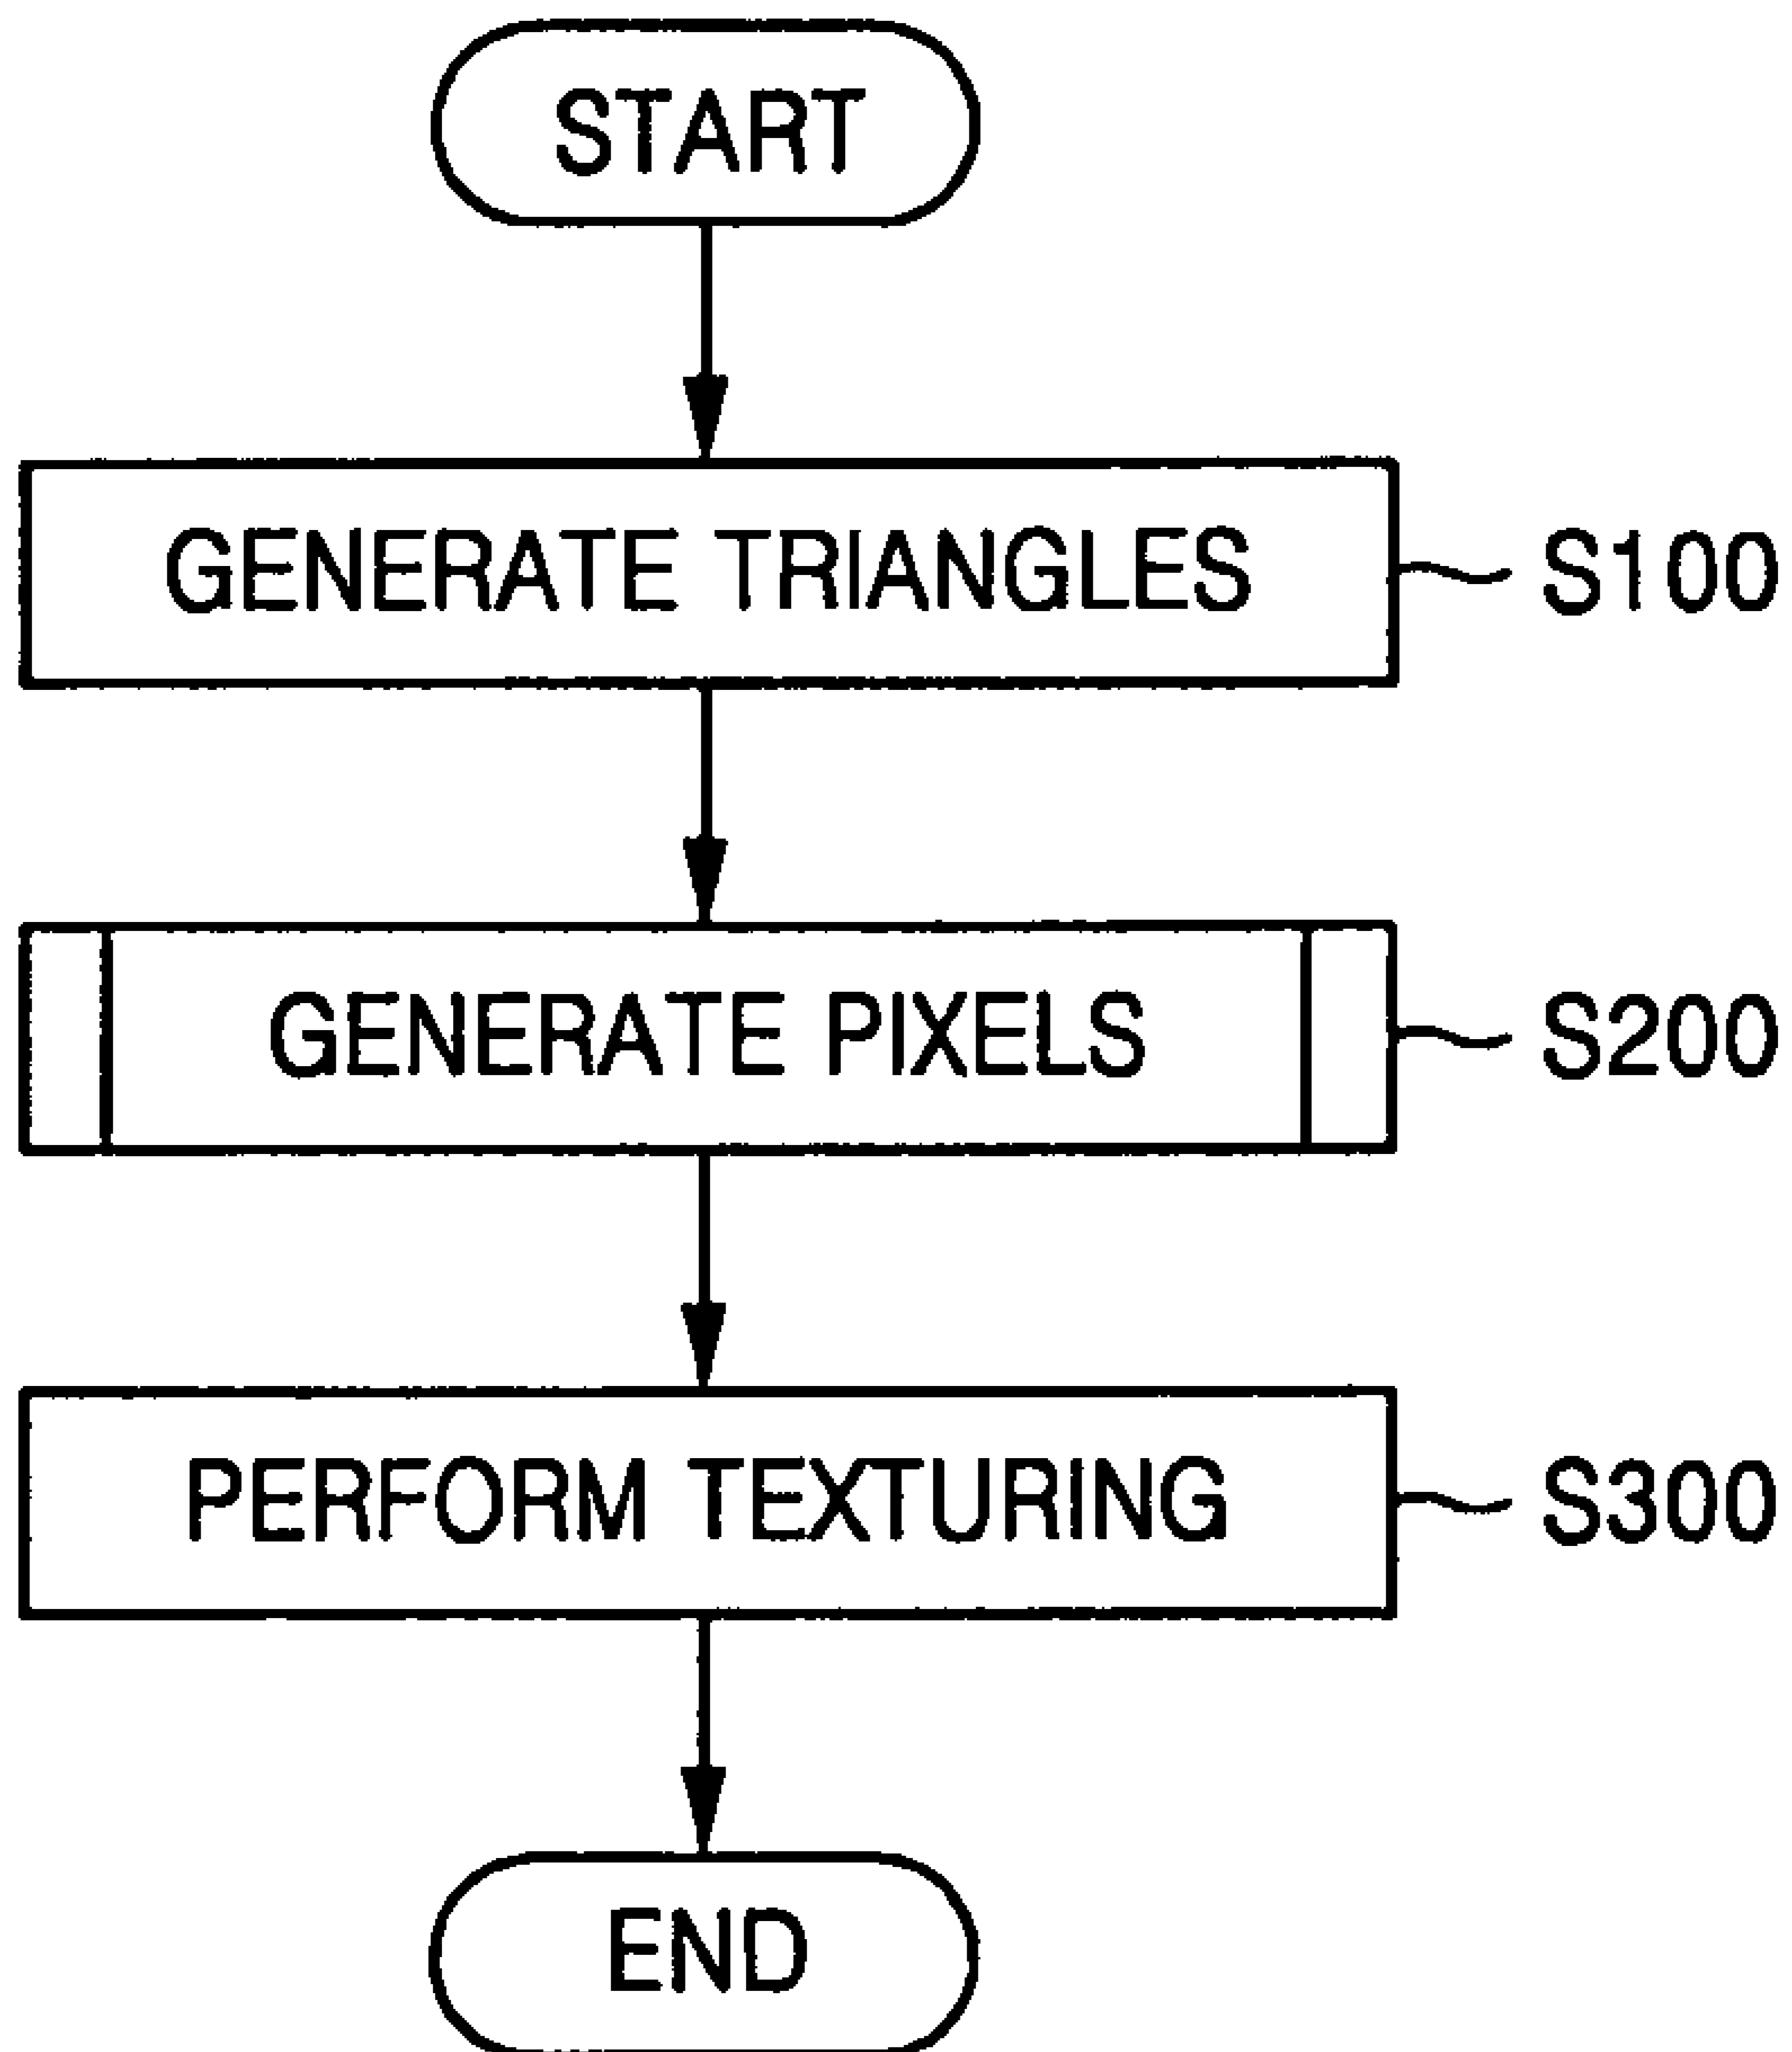 START
GENERATE TRIANGLES
S100
GENERATE PIXELS
S200
PERFORM TEXTURING
S300
END